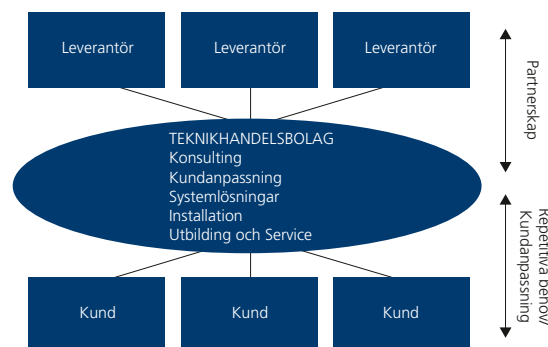 Leverantör
Leverantör
Leverantör
Partnerskap
TEKNIKHANDELSBOLAG
Konsulting
Kundanpassning
Systemlösningar
Installation
Utbilding och Service
Repetitiva behov/
Kundanpassning
Kund
Kund
Kund